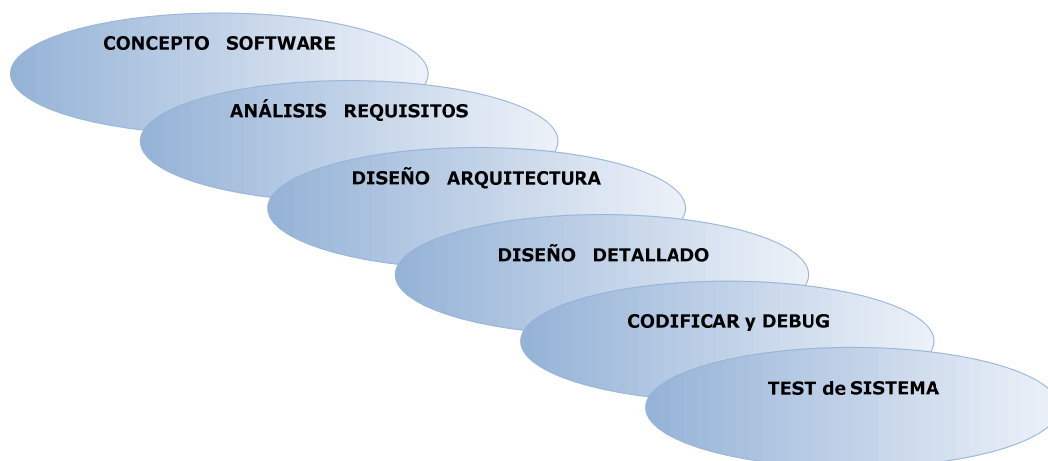 CONCEPTO SOFTWARE
ANÁLISIS REQUISITOS
DISEÑO ARQUITECTURA
DISEÑO DETALLADO
CODIFICAR y DEBUG
TEST de SISTEMA